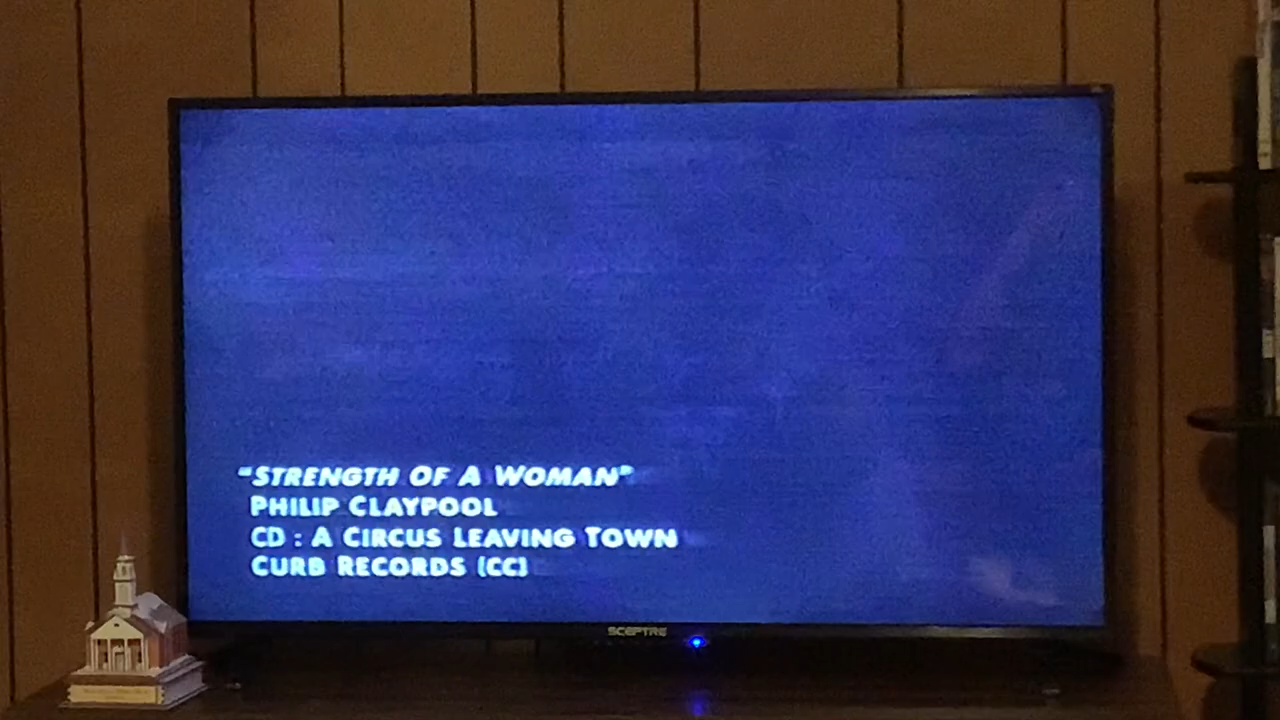 “STRENGTH OF A WOMAN”
PHILIP CLAYPOOL
CD : A CIRCUS LEAVING TOWN
CURB RECORDS (CC)
SCEPTRE